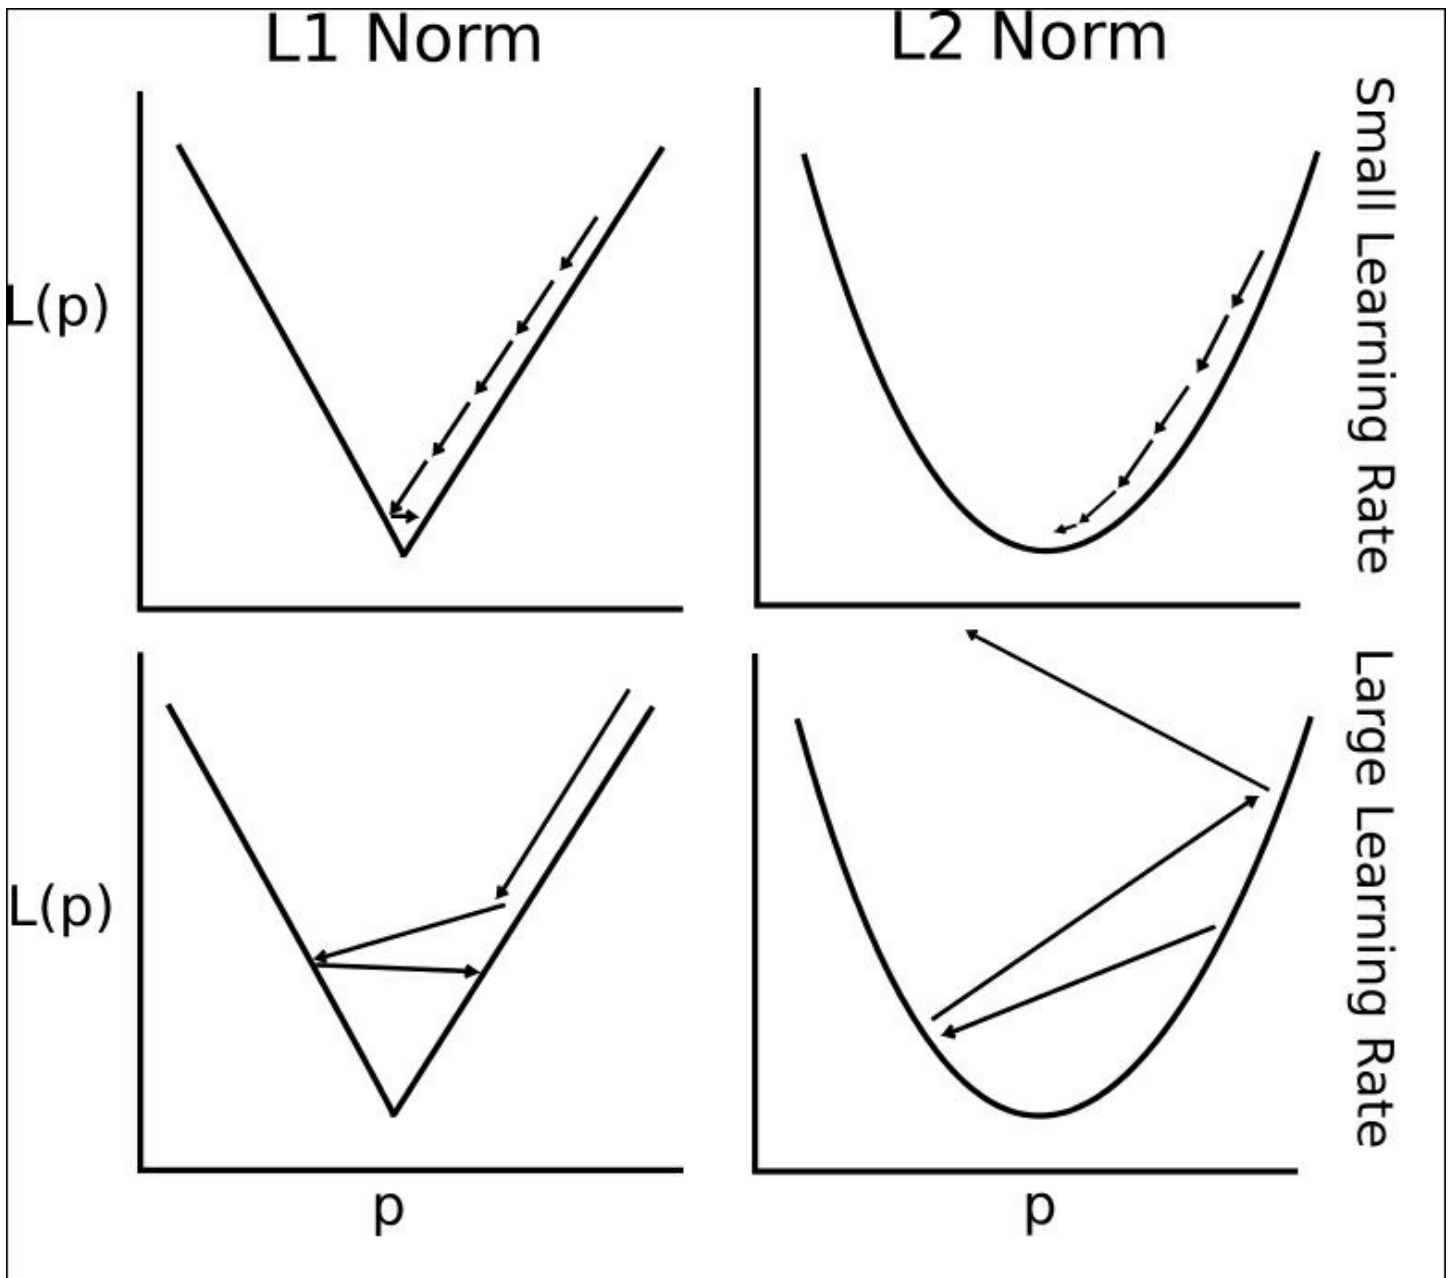 L1 Norm
L2 Norm
L(p)
Small Learning Rate
L(p)
Large Learning Rate
p
p